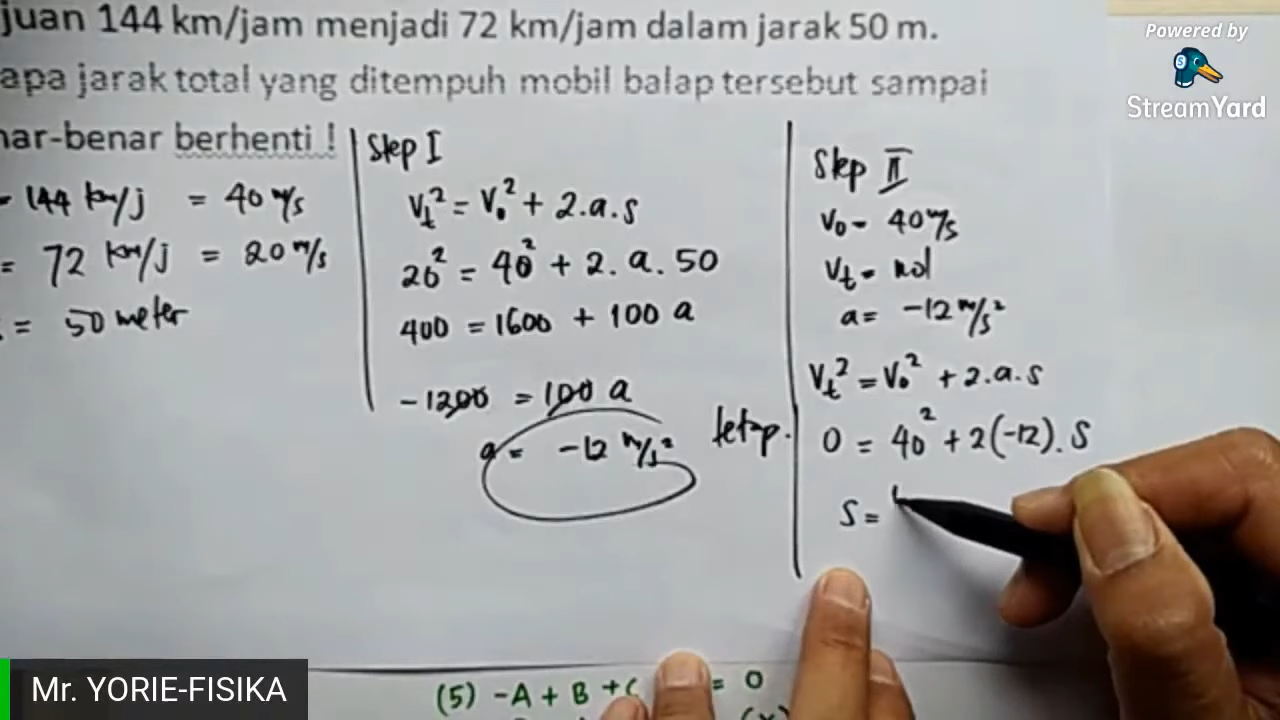 juan 144 km/jam menjadi 72 km/jam dalam jarak 50 m.
apa jarak total yang ditempuh mobil balap tersebut sampai
nar-benar berhenti !
144 km/j = 40 m/s
= 72 km/j = 20 m/s
= 50 meter
Step I
Vt² = V0² + 2.a.s
20² = 40² + 2. a. 50
400 = 1600 + 100 a
-1200 = 100 a
a = -12 m/s²
tetap.
Step II
V0 = 40 m/s
Vt = nol
a = -12 m/s²
Vt² = V0² + 2.a.s
0 = 40² + 2(-12). S
S =
(5) -A + B + C = 0
Powered by
StreamYard
Mr. YORIE-FISIKA